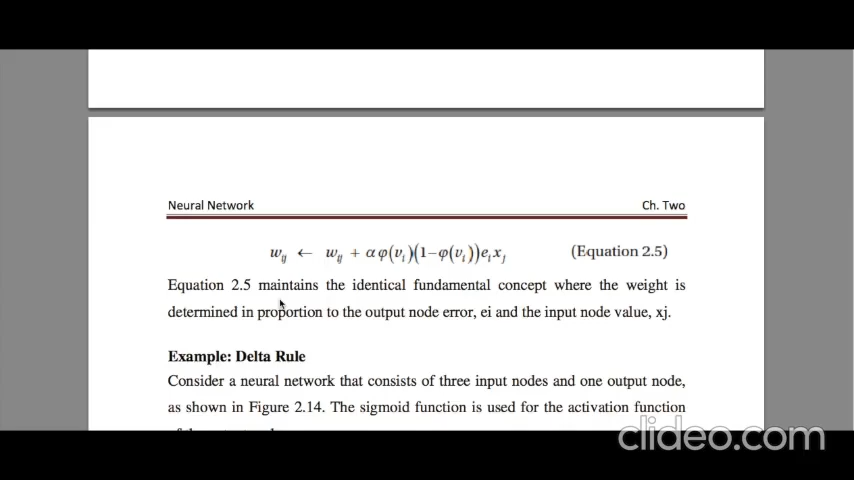 Neural Network Ch. Two
w_ij ← w_ij + αφ(v_i)(1−φ(v_i))e_i x_j (Equation 2.5)
Equation 2.5 maintains the identical fundamental concept where the weight is
determined in proportion to the output node error, ei and the input node value, xj.
Example: Delta Rule
Consider a neural network that consists of three input nodes and one output node,
as shown in Figure 2.14. The sigmoid function is used for the activation function
clideo.com